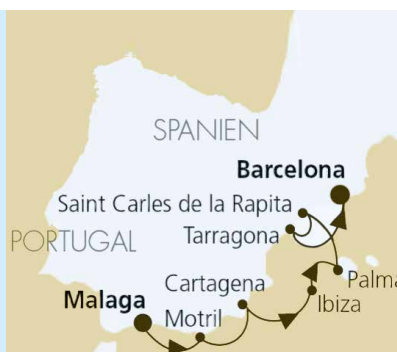 SPANIEN
Barcelona
Saint Carles de la Rapita
PORTUGAL
Tarragona
Cartagena
Palma
Malaga
Ibiza
Motril